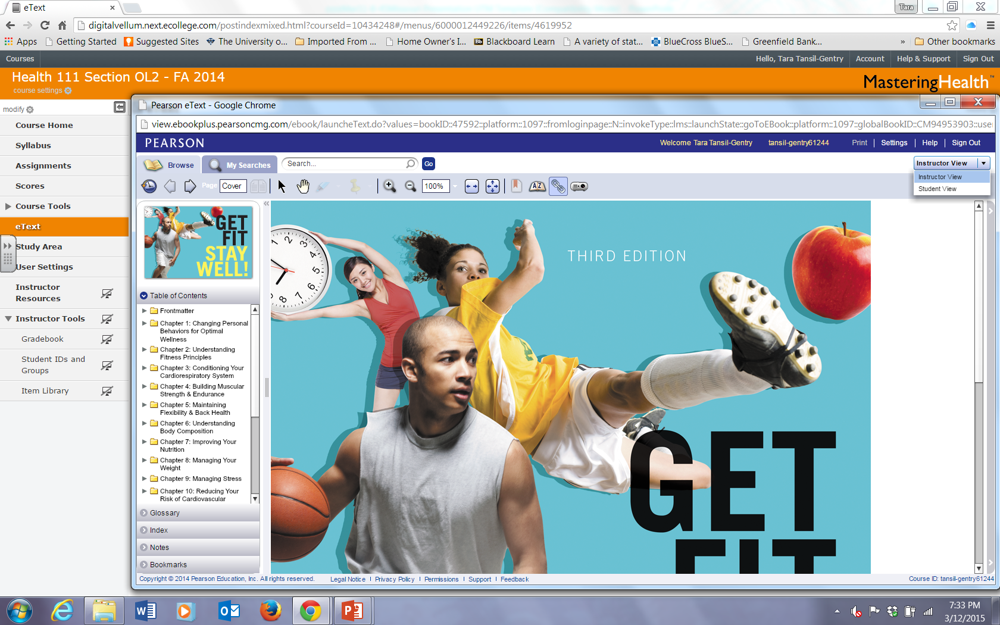 eText
Tara
digitalvellum.next.ecollege.com/postindexmixed.html?courseId=10434248#/menus/6000012449226/items/4619952
Apps Getting Started Suggested Sites The University o... Imported From ... Home Owner's I... Bb Blackboard Learn A variety of stat... BlueCross BlueS... Greenfield Bank... » Other bookmarks
Courses Hello, Tara Tansil-Gentry Account Help & Support Sign Out
Health 111 Section OL2 - FA 2014
course settings
MasteringHealth™
modify
Course Home
Syllabus
Assignments
Scores
Course Tools
eText
Study Area
User Settings
Instructor
Resources
Instructor Tools
Gradebook
Student IDs and
Groups
Item Library
Pearson eText - Google Chrome
view.ebookplus.pearsoncmg.com/ebook/launcheText.do?values=bookID::47592::platform::1097::fromloginpage::N::invokeType::lms::launchState::goToEBook::platform::1097::globalBookID::CM94953903::use
PEARSON Welcome Tara Tansil-Gentry tansil-gentry61244 Print Settings Help Sign Out
Browse My Searches Search... Go Instructor View
Instructor View
Student View
Page Cover 100% A Z
GET
FIT
STAY
WELL!
Table of Contents
Frontmatter
Chapter 1: Changing Personal
Behaviors for Optimal
Wellness
Chapter 2: Understanding
Fitness Principles
Chapter 3: Conditioning Your
Cardiorespiratory System
Chapter 4: Building Muscular
Strength & Endurance
Chapter 5: Maintaining
Flexibility & Back Health
Chapter 6: Understanding
Body Composition
Chapter 7: Improving Your
Nutrition
Chapter 8: Managing Your
Weight
Chapter 9: Managing Stress
Chapter 10: Reducing Your
Risk of Cardiovascular
Glossary
Index
Notes
Bookmarks
1
2
3
4
5
6
7
8
THIRD EDITION
GET
FIT
Copyright © 2014 Pearson Education, Inc. All rights reserved. Legal Notice | Privacy Policy | Permissions | Support | Feedback Course ID: tansil-gentry61244
7:33 PM
3/12/2015